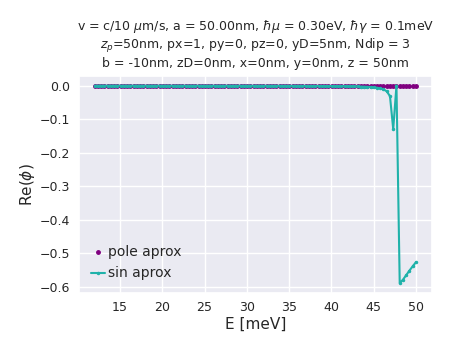 v = c/10 μm/s, a = 50.00nm, ħμ = 0.30eV, ħγ = 0.1meV
z_p=50nm, px=1, py=0, pz=0, yD=5nm, Ndip = 3
b = -10nm, zD=0nm, x=0nm, y=0nm, z = 50nm
Re(ϕ)
0.0
−0.1
−0.2
−0.3
−0.4
−0.5
−0.6
pole aprox
sin aprox
15 20 25 30 35 40 45 50
E [meV]